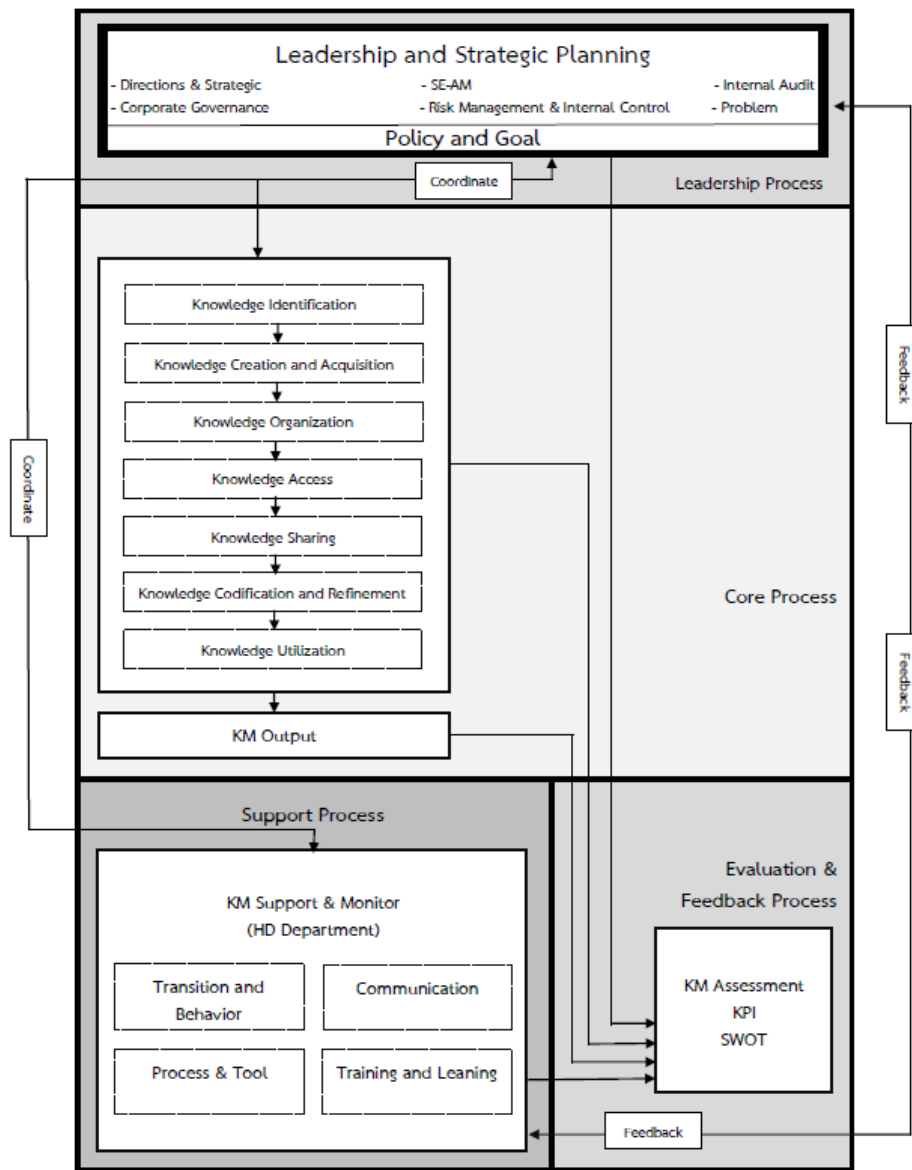 Leadership and Strategic Planning
- Directions & Strategic
- SE-AM
- Internal Audit
- Corporate Governance
- Risk Management & Internal Control
- Problem
Policy and Goal
Coordinate
Leadership Process
Knowledge Identification
Knowledge Creation and Acquisition
Knowledge Organization
Knowledge Access
Knowledge Sharing
Knowledge Codification and Refinement
Knowledge Utilization
KM Output
Core Process
Coordinate
Feedback
Feedback
Support Process
KM Support & Monitor
(HD Department)
Transition and
Behavior
Communication
Process & Tool
Training and Leaning
Evaluation &
Feedback Process
KM Assessment
KPI
SWOT
Feedback